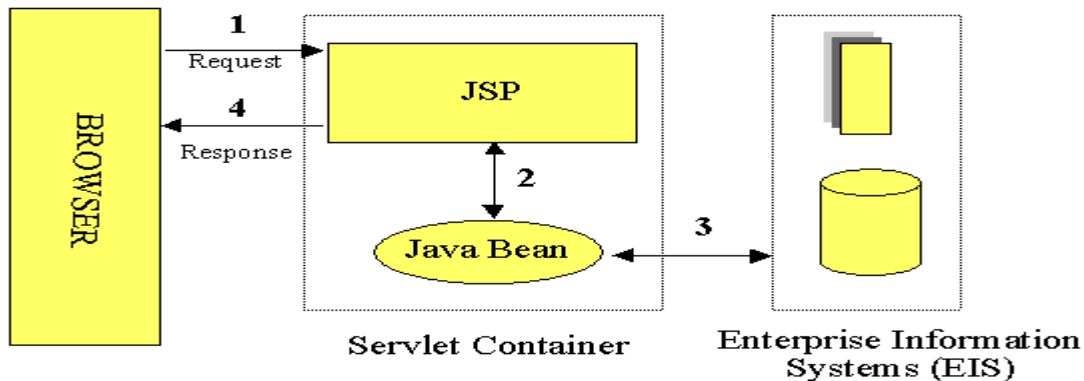 BROWSER
1
Request
4
Response
JSP
2
Java Bean
3
Servlet Container
Enterprise Information
Systems (EIS)